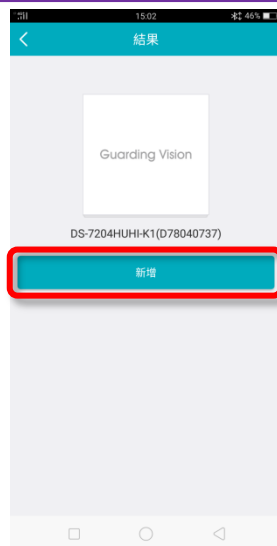 15:02
46%
結果
Guarding Vision
DS-7204HUHI-K1(D78040737)
新增